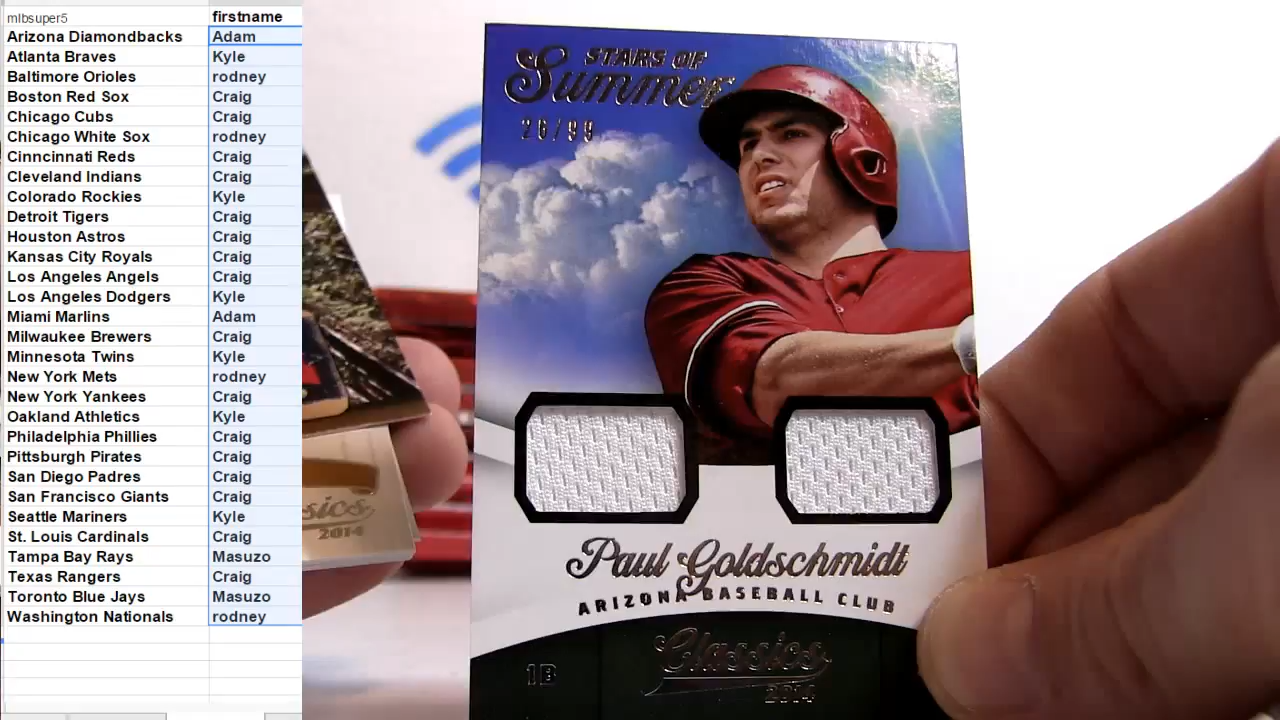 mlbsuper5 firstname
Arizona Diamondbacks Adam
Atlanta Braves Kyle
Baltimore Orioles rodney
Boston Red Sox Craig
Chicago Cubs Craig
Chicago White Sox rodney
Cinncinnati Reds Craig
Cleveland Indians Craig
Colorado Rockies Kyle
Detroit Tigers Craig
Houston Astros Craig
Kansas City Royals Craig
Los Angeles Angels Craig
Los Angeles Dodgers Kyle
Miami Marlins Adam
Milwaukee Brewers Craig
Minnesota Twins Kyle
New York Mets rodney
New York Yankees Craig
Oakland Athletics Kyle
Philadelphia Phillies Craig
Pittsburgh Pirates Craig
San Diego Padres Craig
San Francisco Giants Craig
Seattle Mariners Kyle
St. Louis Cardinals Craig
Tampa Bay Rays Masuzo
Texas Rangers Craig
Toronto Blue Jays Masuzo
Washington Nationals rodney
STARS OF
Summer
Paul Goldschmidt
ARIZONA BASEBALL CLUB
Classics
2014
1B
2014